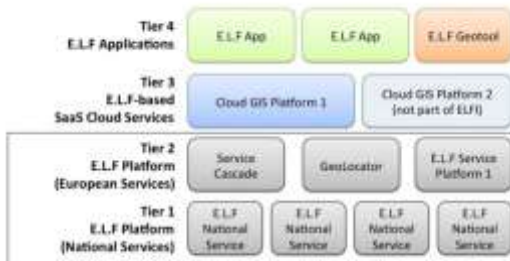 Tier 4
E.L.F Applications
E.L.F App
E.L.F App
E.L.F Geotool
Tier 3
E.L.F-based
SaaS Cloud Services
Cloud GIS Platform 1
Cloud GIS Platform 2
(not part of ELFI)
Tier 2
E.L.F Platform
(European Services)
Service
Cascade
GeoLocator
E.L.F Service
Platform 1
Tier 1
E.L.F Platform
(National Services)
E.L.F
National
Service
E.L.F
National
Service
E.L.F
National
Service
E.L.F
National
Service